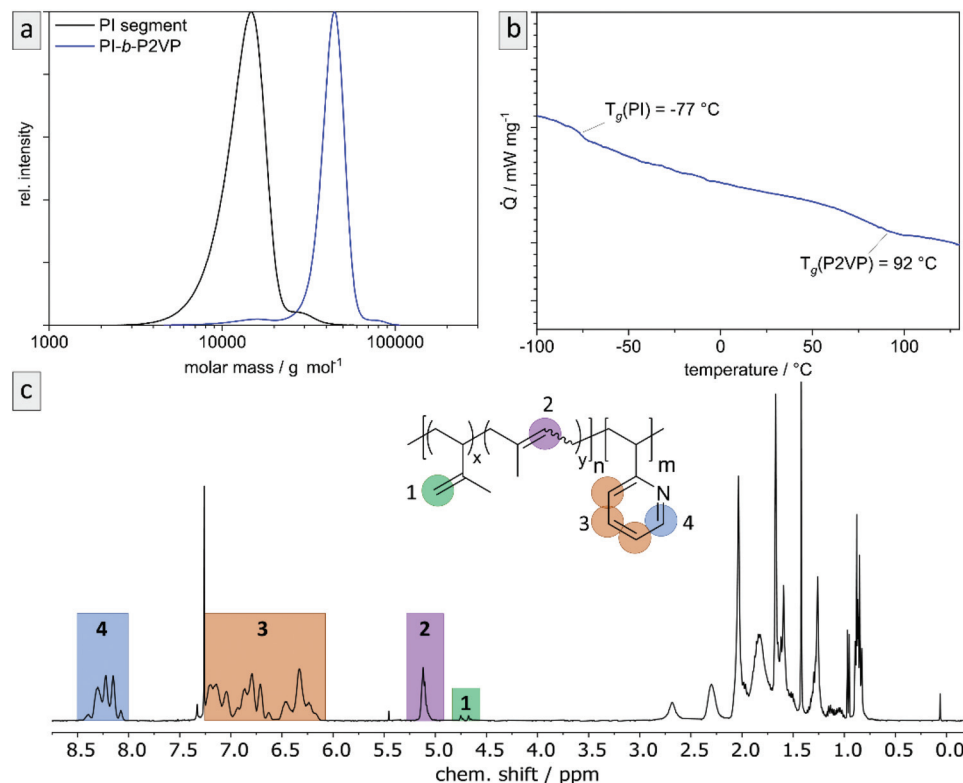 a
PI segment
PI-b-P2VP
rel. intensity
1000
10000
100000
molar mass / g mol⁻¹
b
Tg(PI) = -77 °C
Tg(P2VP) = 92 °C
Q̇ / mW mg⁻¹
-100
-50
0
50
100
temperature / °C
c
2
x
y
n
m
1
N
3
4
4
3
2
1
8.5
8.0
7.5
7.0
6.5
6.0
5.5
5.0
4.5
4.0
3.5
3.0
2.5
2.0
1.5
1.0
0.5
0.0
chem. shift / ppm